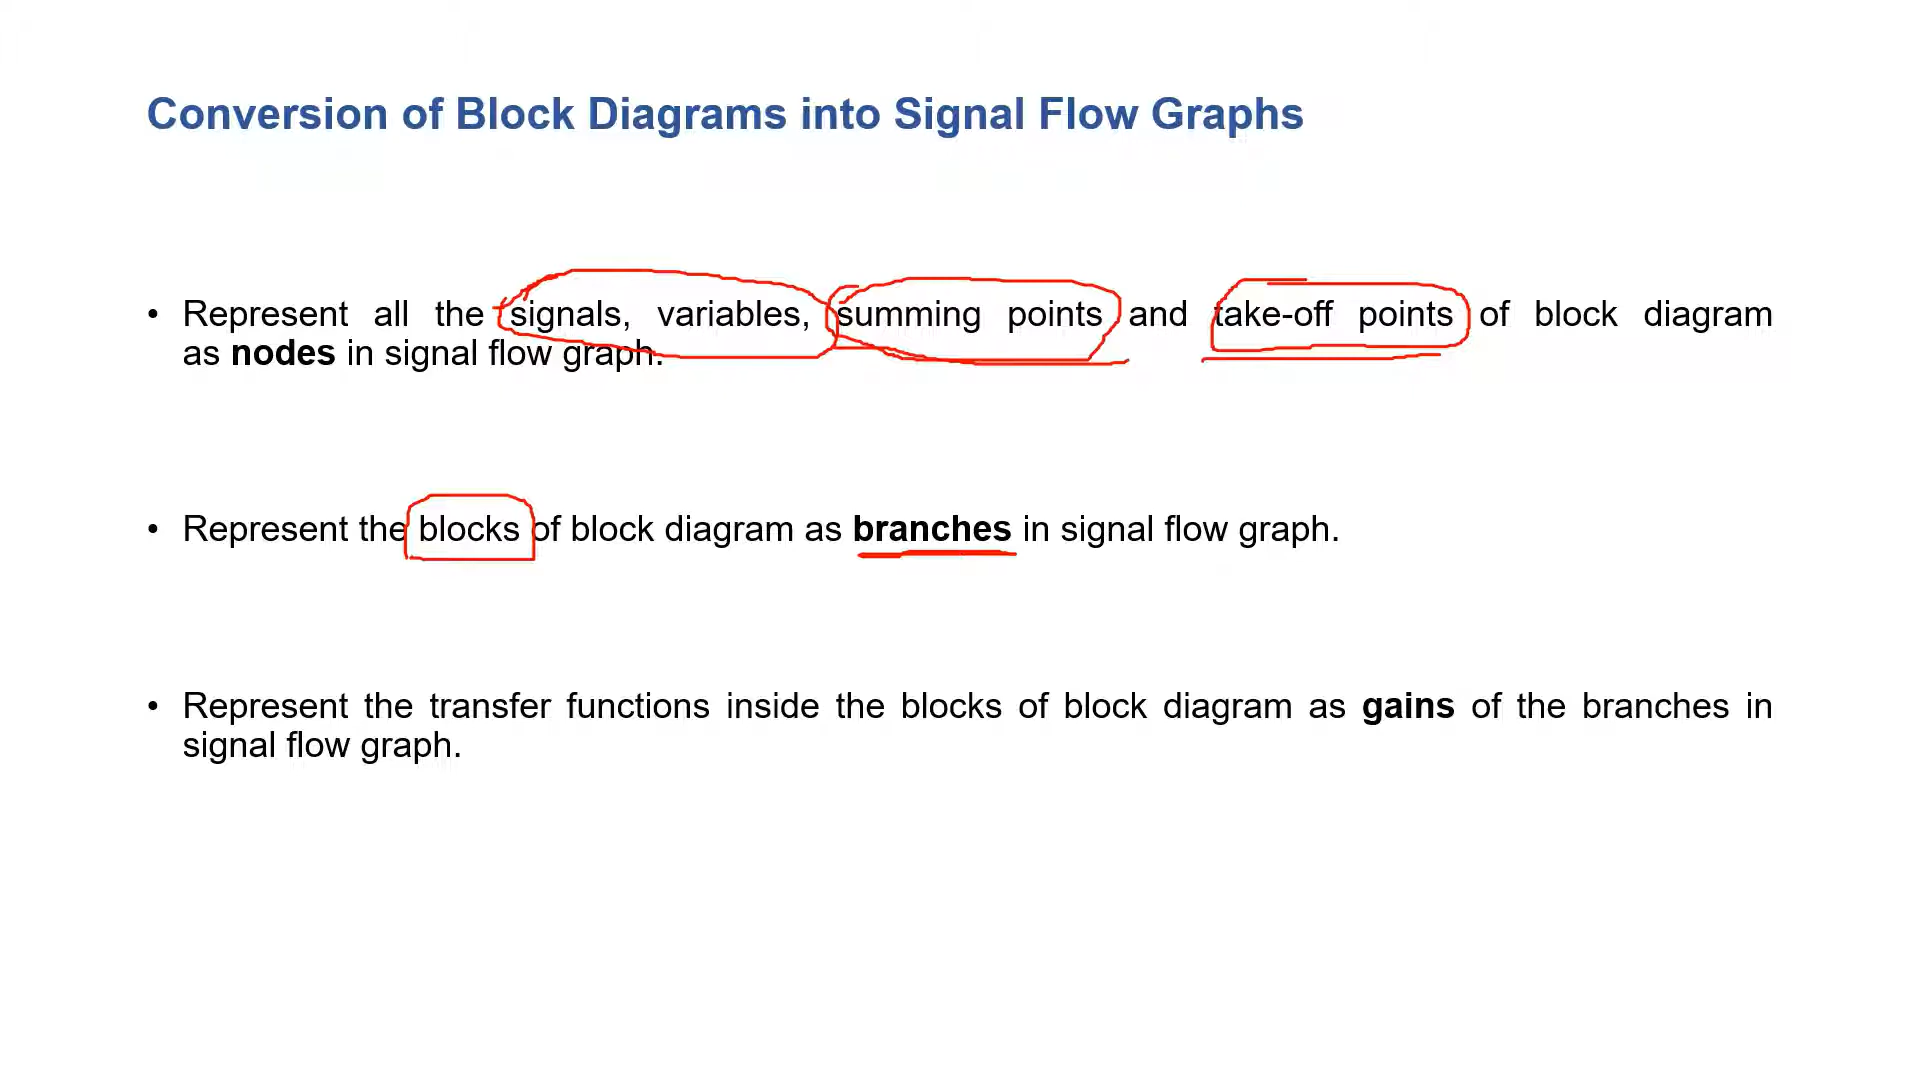 Conversion of Block Diagrams into Signal Flow Graphs
• Represent all the signals, variables, summing points and take-off points of block diagram
as nodes in signal flow graph.
• Represent the blocks of block diagram as branches in signal flow graph.
• Represent the transfer functions inside the blocks of block diagram as gains of the branches in
signal flow graph.